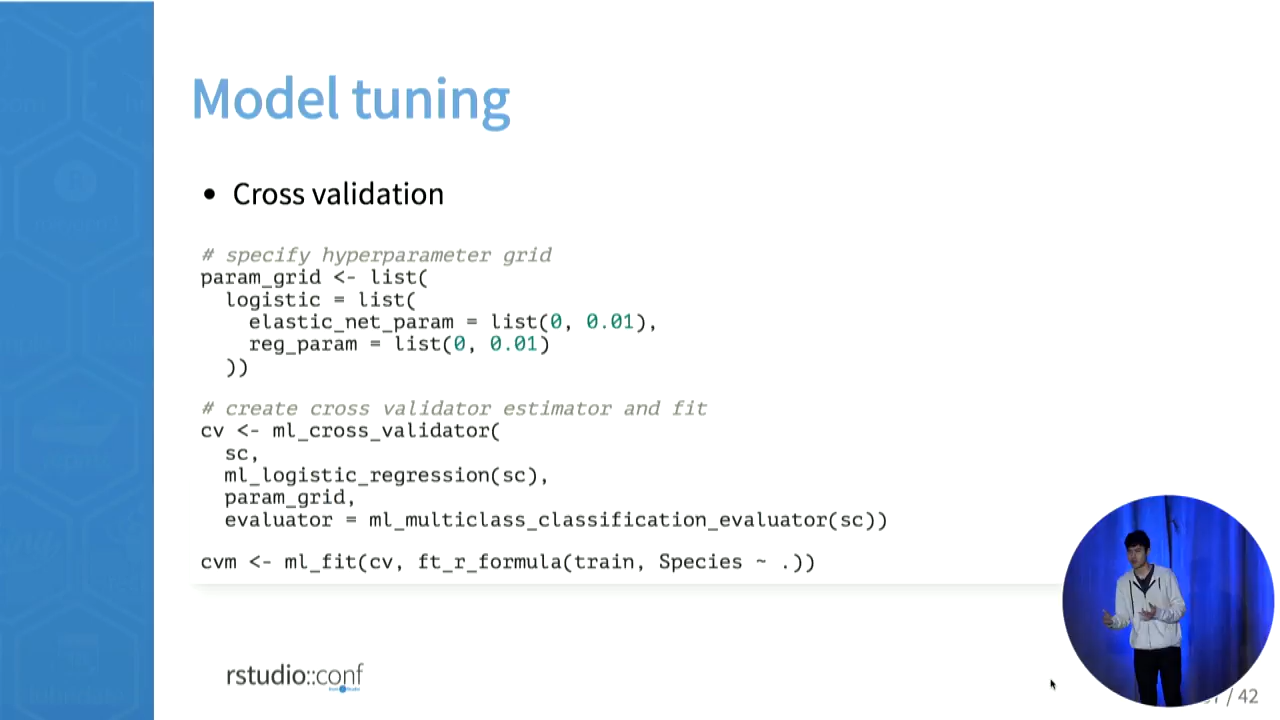 Model tuning
• Cross validation
# specify hyperparameter grid
param_grid <- list(
  logistic = list(
    elastic_net_param = list(0, 0.01),
    reg_param = list(0, 0.01)
  ))
# create cross validator estimator and fit
cv <- ml_cross_validator(
  sc,
  ml_logistic_regression(sc),
  param_grid,
  evaluator = ml_multiclass_classification_evaluator(sc))
cvm <- ml_fit(cv, ft_r_formula(train, Species ~ .))
rstudio::conf
/ 42